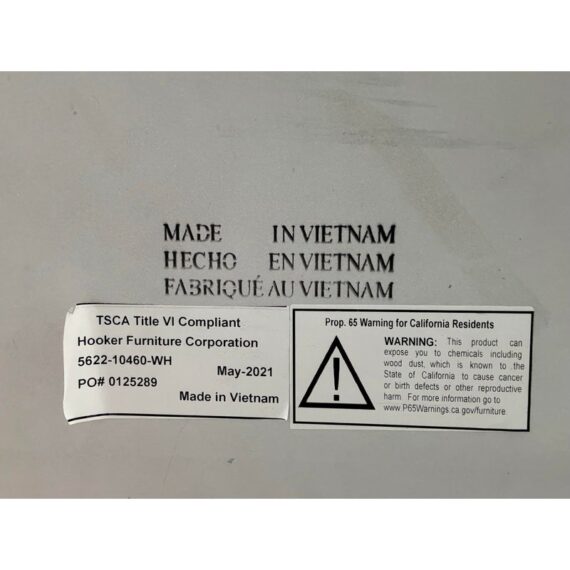 MADE IN VIETNAM
HECHO EN VIETNAM
FABRIQUÉ AU VIETNAM
TSCA Title VI Compliant
Hooker Furniture Corporation
5622-10460-WH
May-2021
PO# 0125289
Made in Vietnam
Prop. 65 Warning for California Residents
WARNING: This product can
expose you to chemicals including
wood dust, which is known to the
State of California to cause cancer
or birth defects or other reproductive
harm. For more information go to
www.P65Warnings.ca.gov/furniture